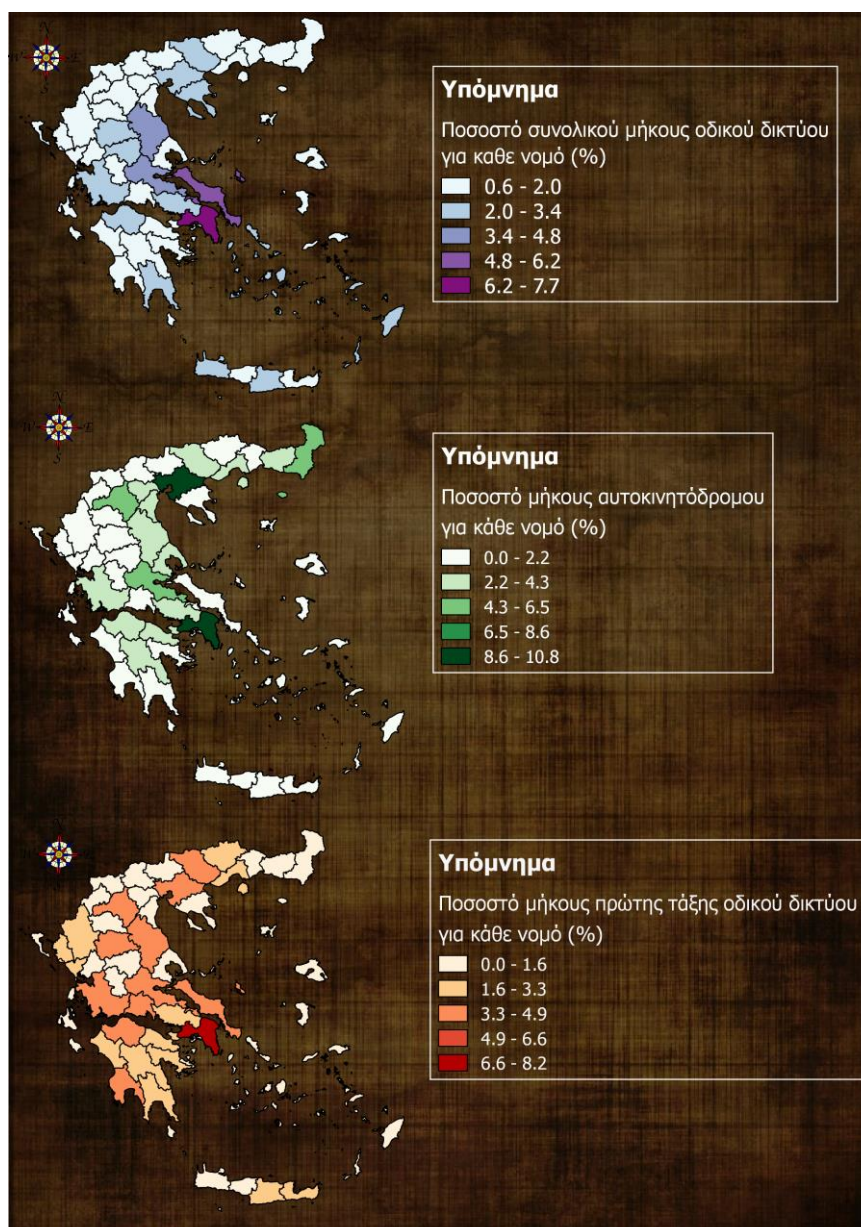 N
W E
S
Υπόμνημα
Ποσοστό συνολικού μήκους οδικού δικτύου
για καθε νομό (%)
0.6 - 2.0
2.0 - 3.4
3.4 - 4.8
4.8 - 6.2
6.2 - 7.7
N
W E
S
Υπόμνημα
Ποσοστό μήκους αυτοκινητόδρομου
για κάθε νομό (%)
0.0 - 2.2
2.2 - 4.3
4.3 - 6.5
6.5 - 8.6
8.6 - 10.8
N
W E
S
Υπόμνημα
Ποσοστό μήκους πρώτης τάξης οδικού δικτύου
για κάθε νομό (%)
0.0 - 1.6
1.6 - 3.3
3.3 - 4.9
4.9 - 6.6
6.6 - 8.2